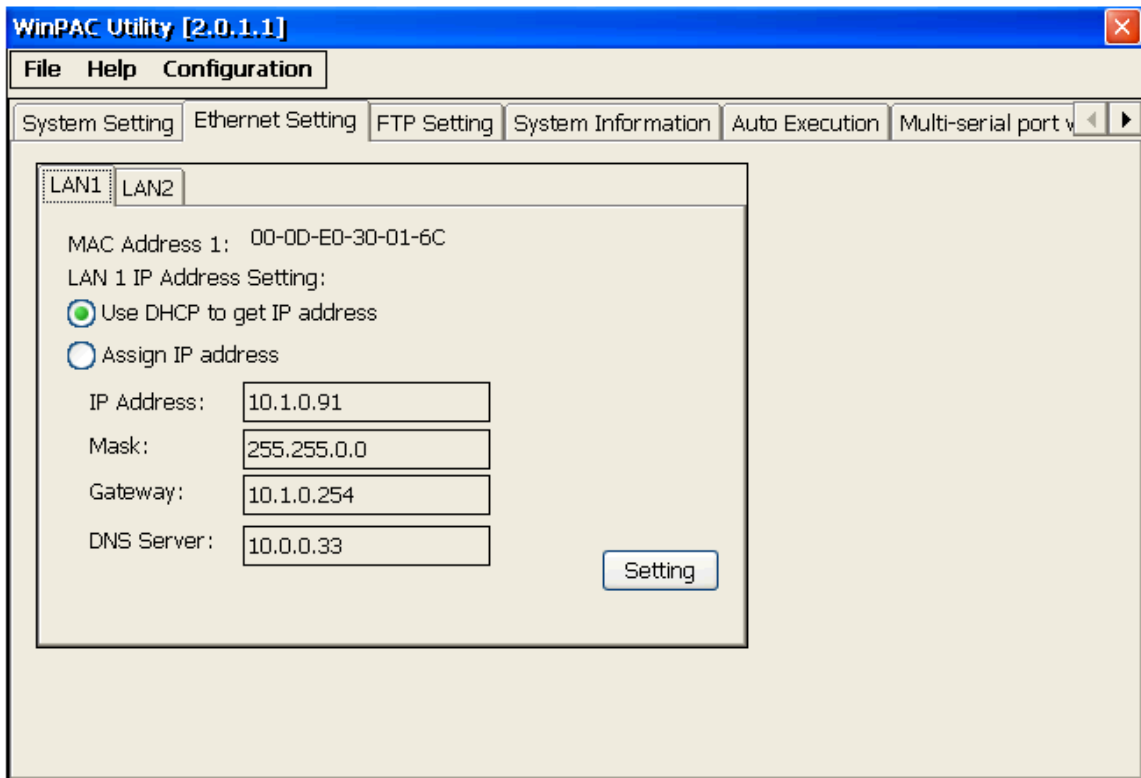 WinPAC Utility [2.0.1.1]
File Help Configuration
System Setting Ethernet Setting FTP Setting System Information Auto Execution Multi-serial port
LAN1 LAN2
MAC Address 1: 00-0D-E0-30-01-6C
LAN 1 IP Address Setting:
Use DHCP to get IP address
Assign IP address
IP Address: 10.1.0.91
Mask: 255.255.0.0
Gateway: 10.1.0.254
DNS Server: 10.0.0.33
Setting